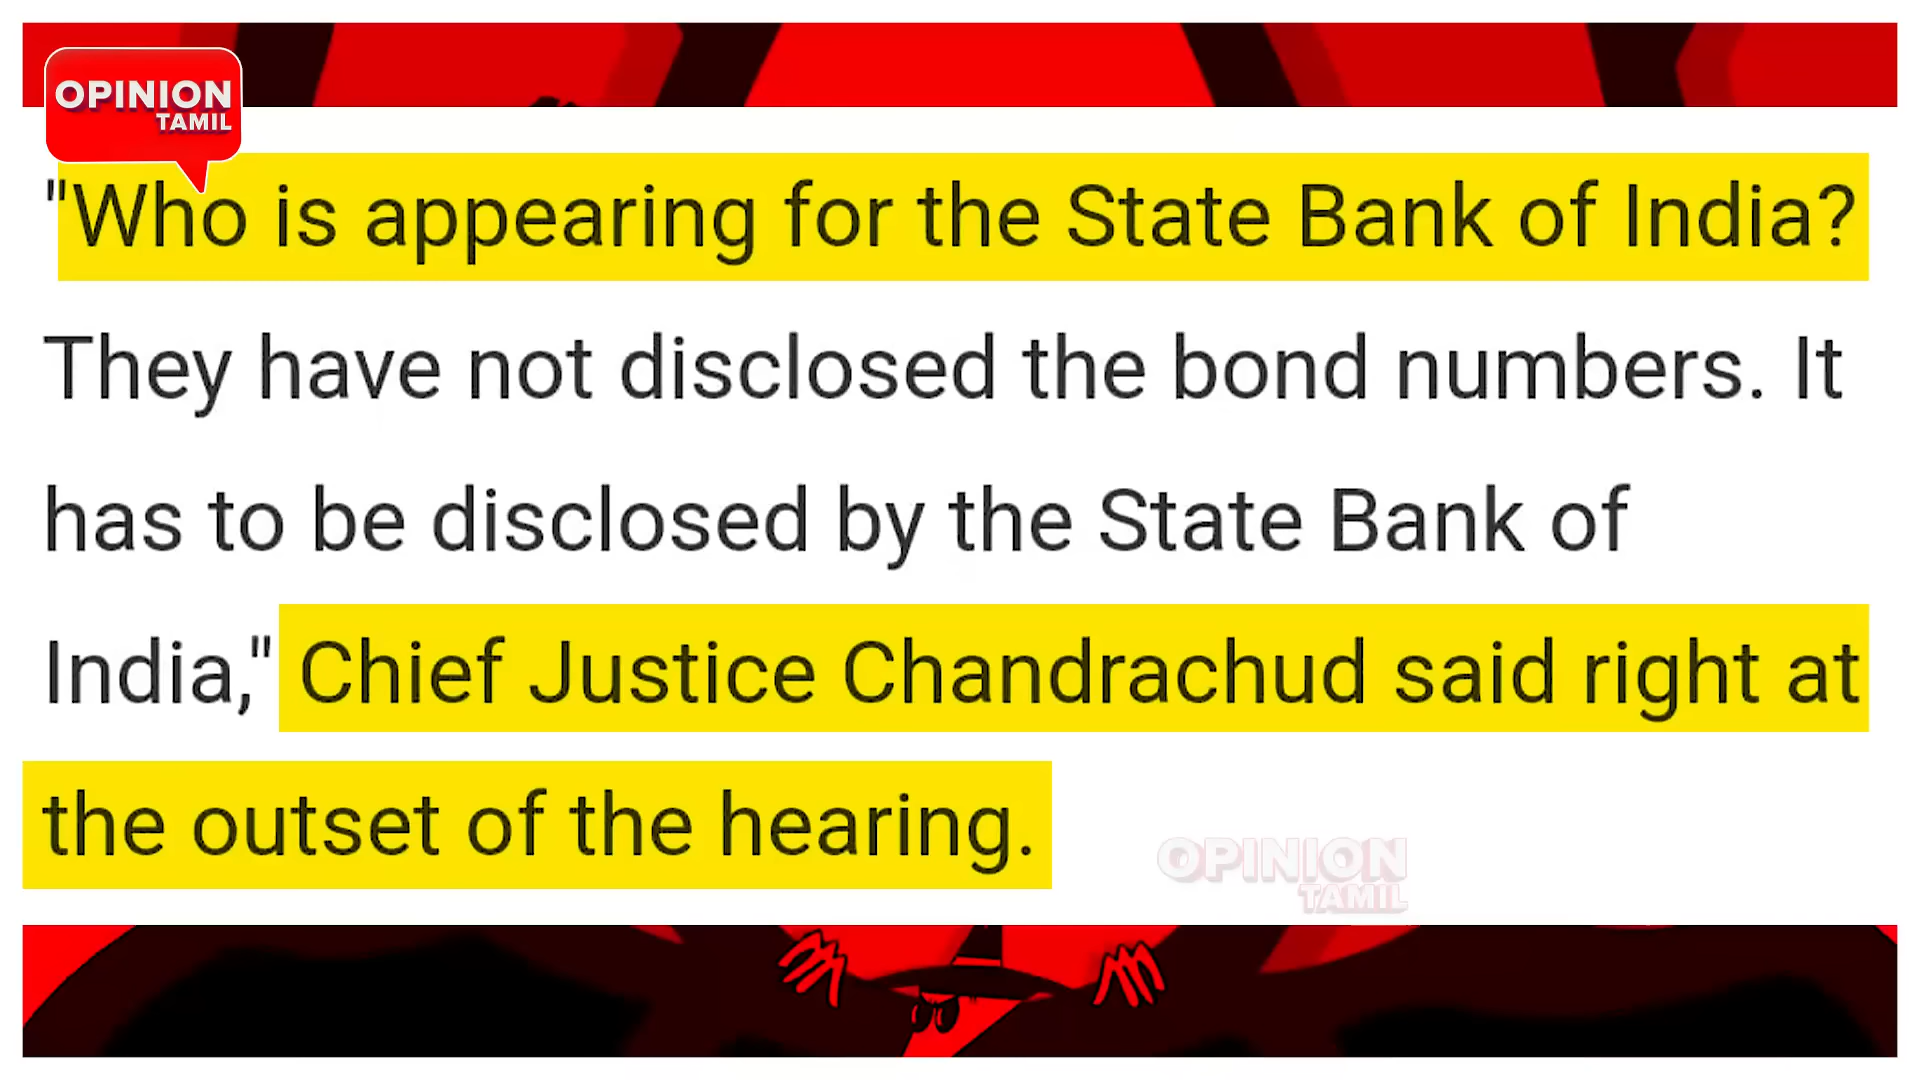 OPINION
TAMIL
"Who is appearing for the State Bank of India?
They have not disclosed the bond numbers. It
has to be disclosed by the State Bank of
India," Chief Justice Chandrachud said right at
the outset of the hearing.
OPINION
TAMIL